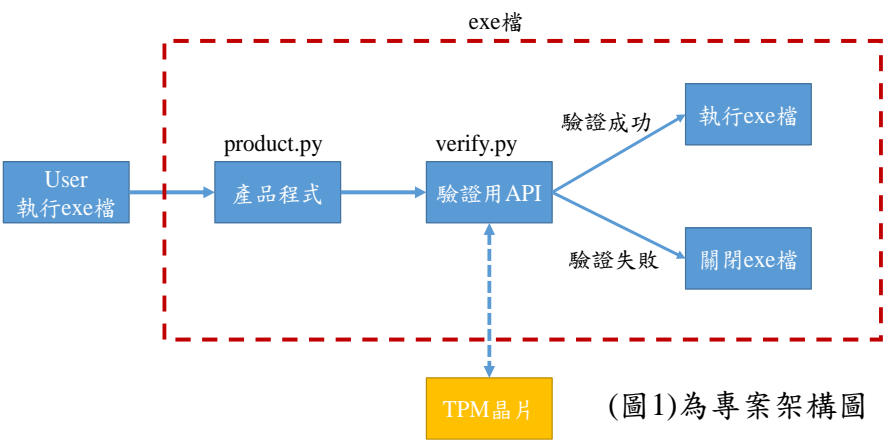 exe檔
product.py
verify.py
User
執行exe檔
產品程式
驗證用API
驗證成功
執行exe檔
驗證失敗
關閉exe檔
TPM晶片
(圖1)為專案架構圖